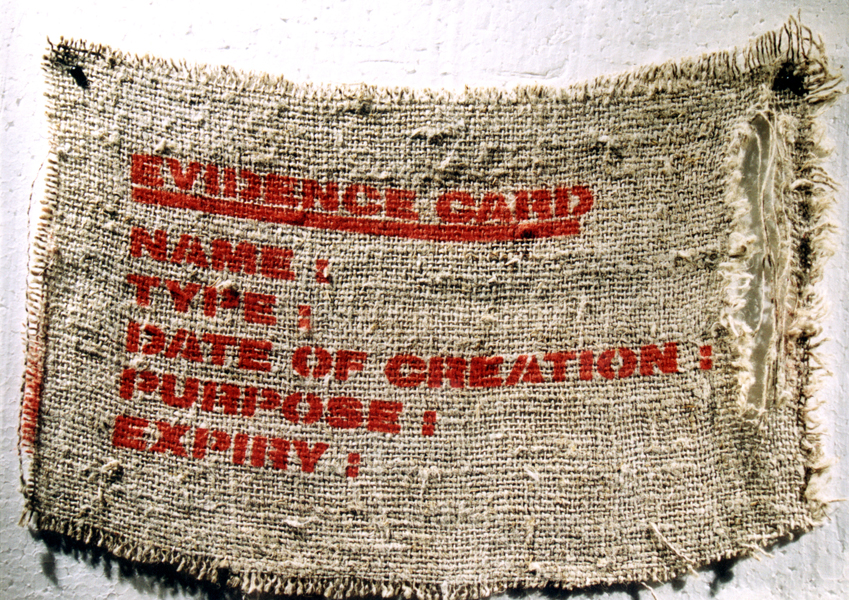 EVIDENCE CARD
NAME :
TYPE :
DATE OF CREATION :
PURPOSE :
EXPIRY :